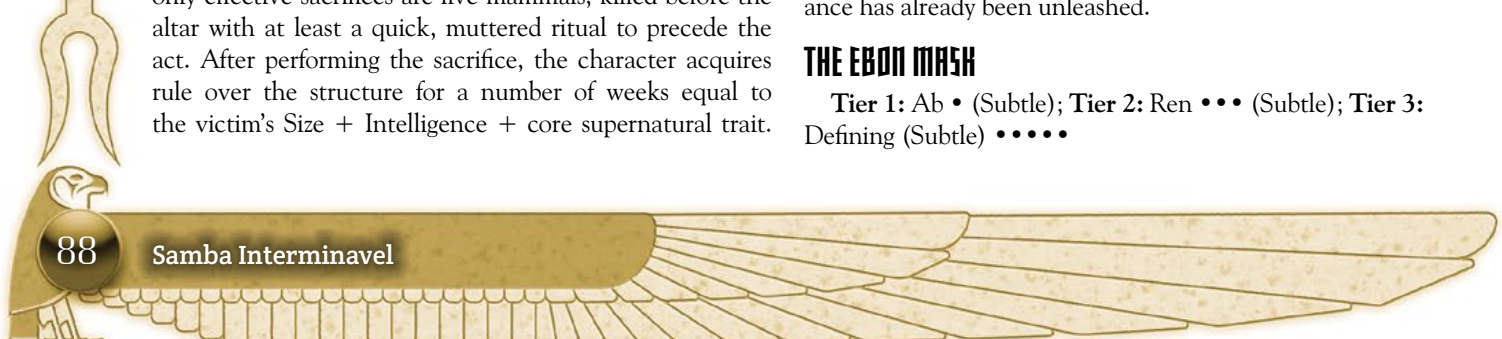 only effective sacrifices are live mammals, killed before the
altar with at least a quick, muttered ritual to precede the
act. After performing the sacrifice, the character acquires
rule over the structure for a number of weeks equal to
the victim's Size + Intelligence + core supernatural trait.
ance has already been unleashed.
THE EBON MASK
Tier 1: Ab • (Subtle); Tier 2: Ren • • • (Subtle); Tier 3:
Defining (Subtle) • • • • •
88
Samba Interminavel